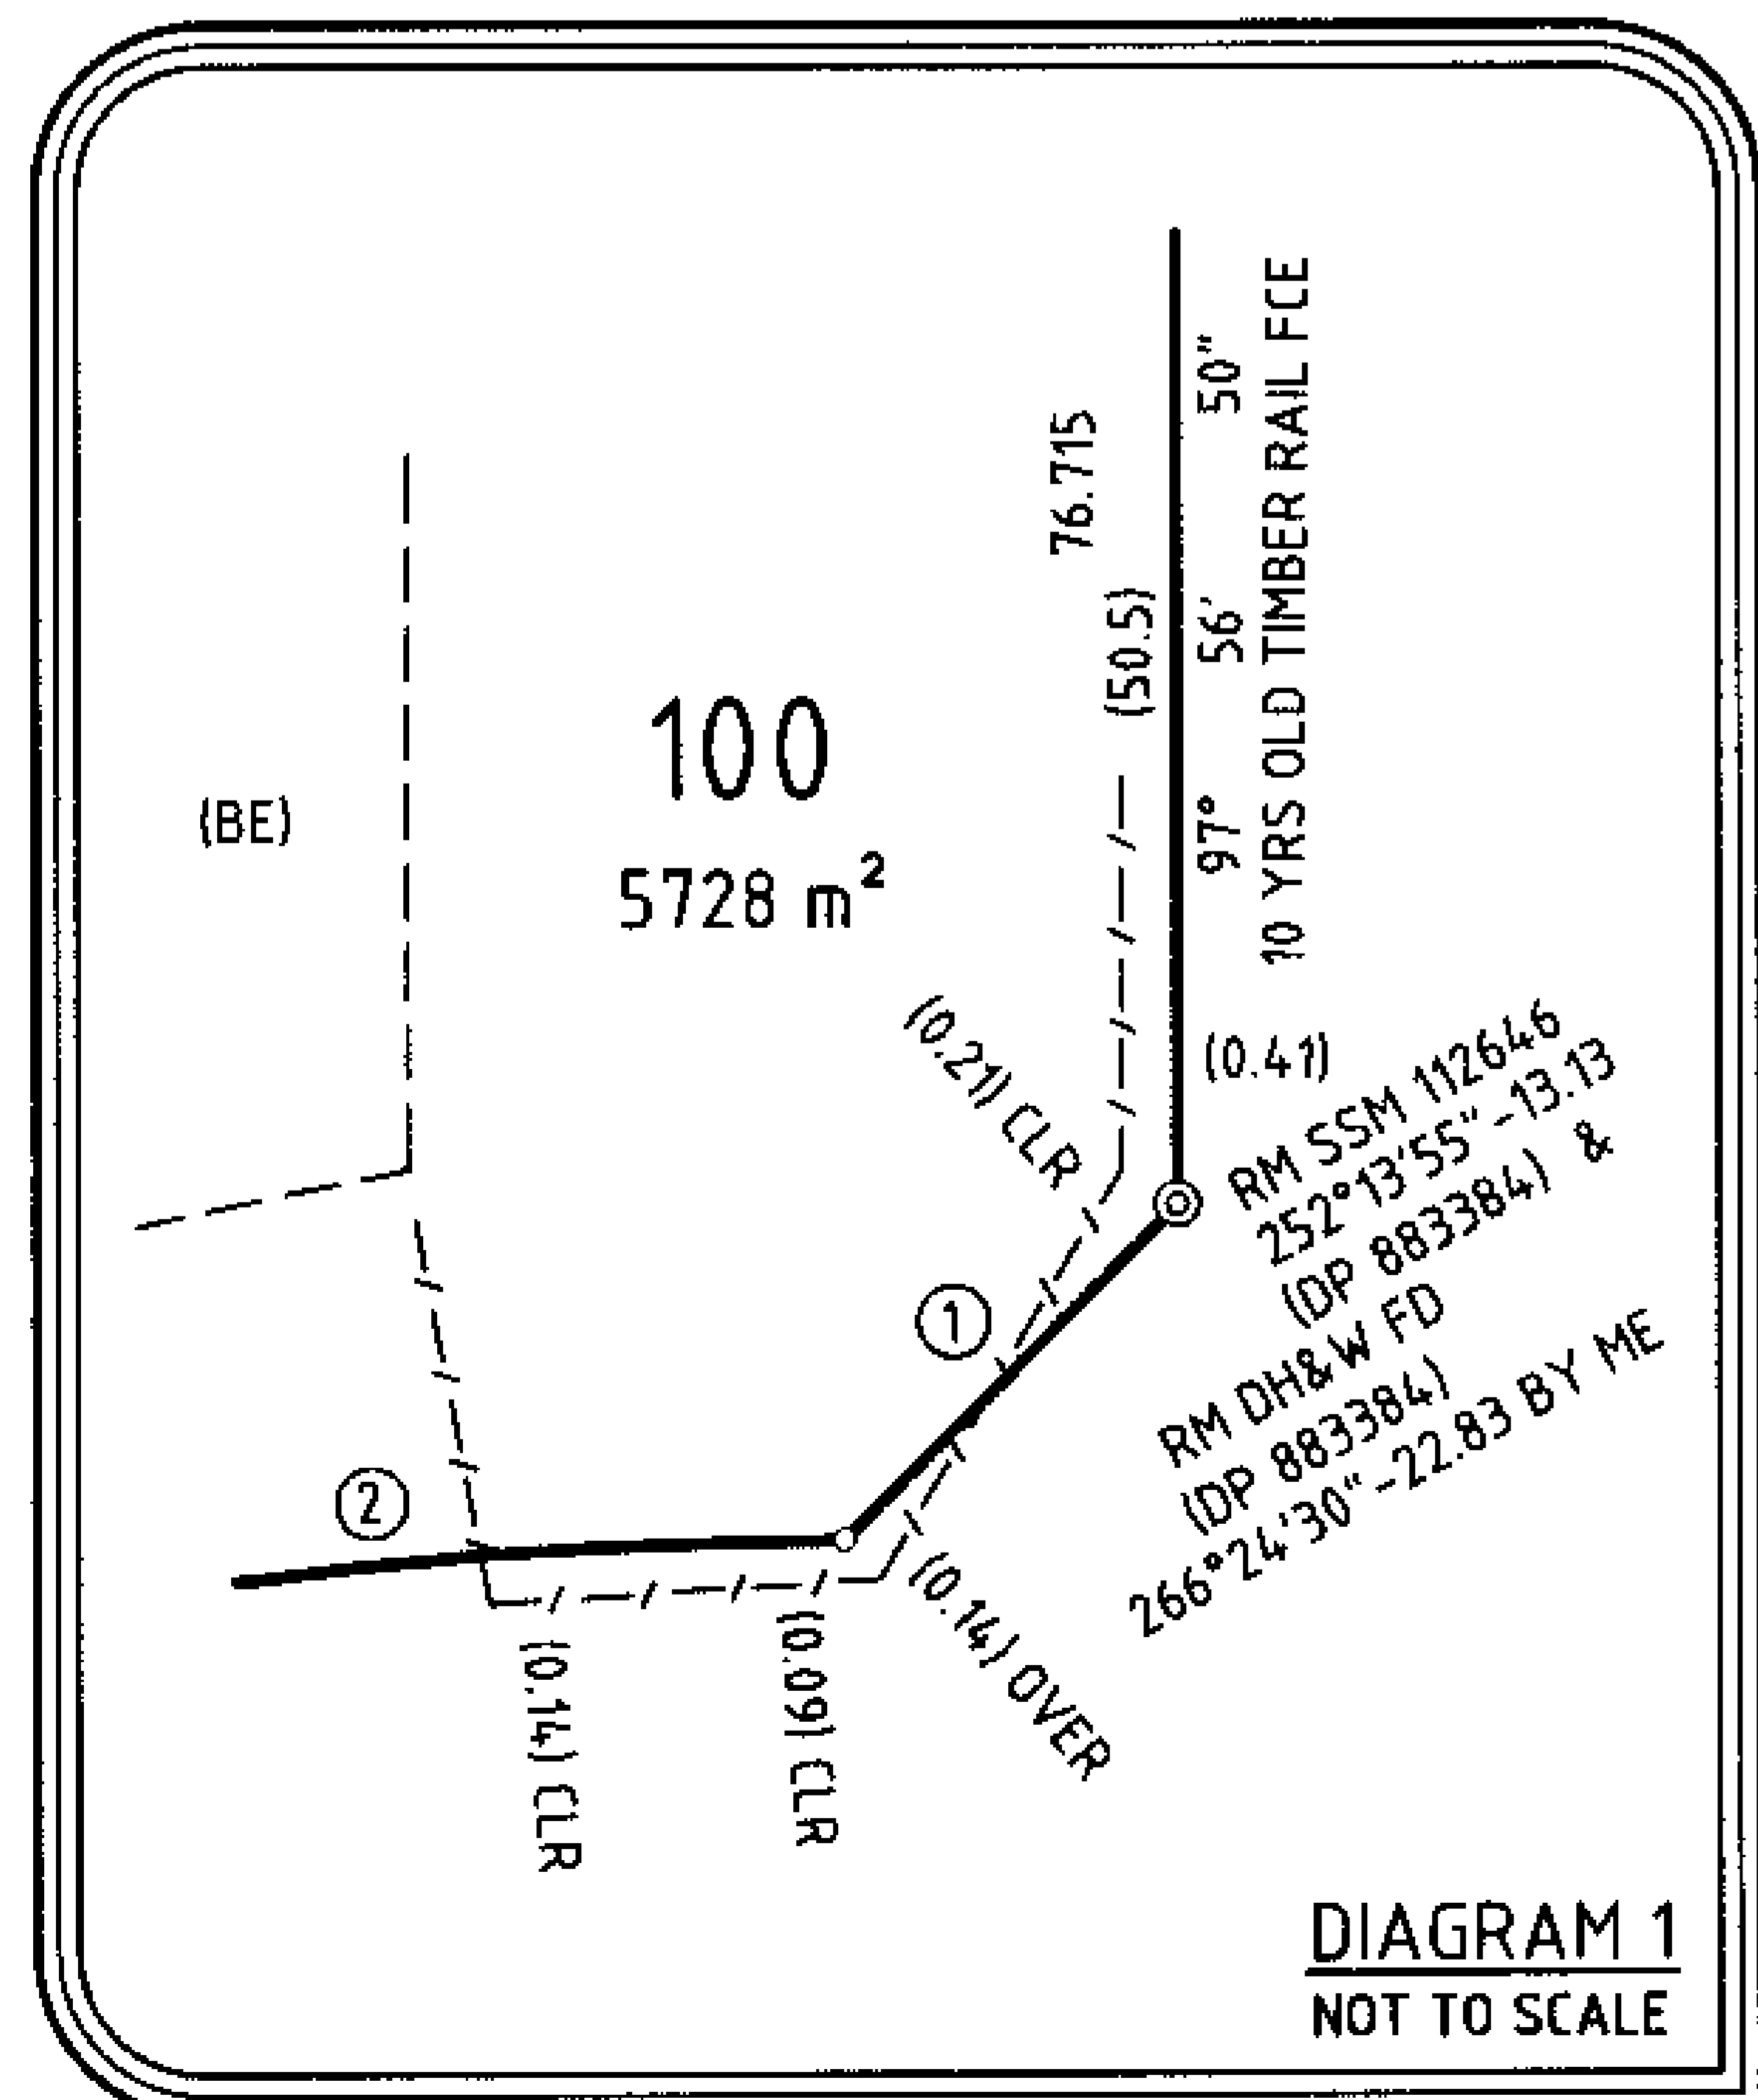 76.715
(50.5)
97° 56' 50"
10 YRS OLD TIMBER RAIL FCE
100
5728 m²
(BE)
(0.21) CLR
(0.41)
RM SSM 112646
252°13'55"-13.13
(DP 883384) &
RM DH&W FD
(DP 883384)
266°24'30"-22.83 BY ME
1
2
(0.14) OVER
(0.09) CLR
(0.14) CLR
DIAGRAM 1
NOT TO SCALE